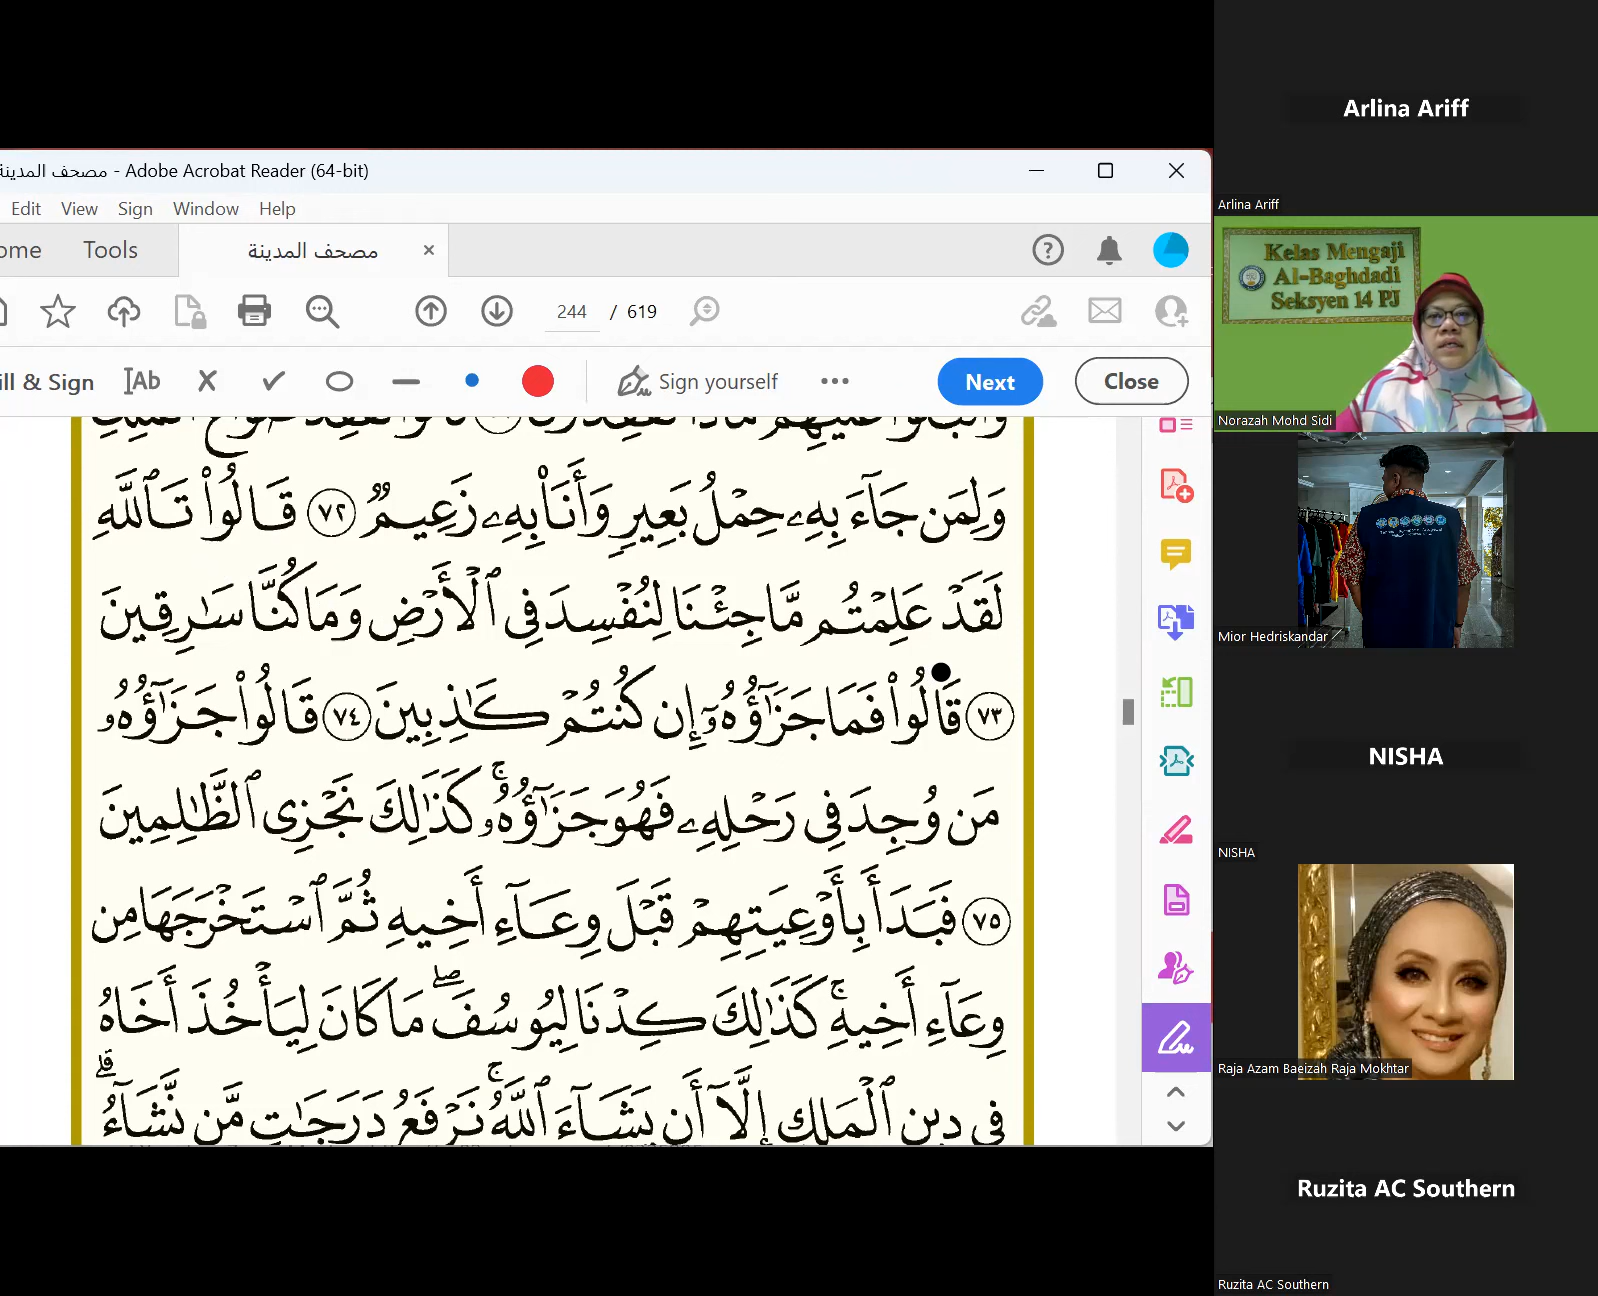 مصحف المدينة - Adobe Acrobat Reader (64-bit)
Edit View Sign Window Help
ome Tools مصحف المدينة ×
244 / 619
ill & Sign Ab Sign yourself Next Close
وَلِمَن جَآءَ بِهِۦ حِمْلُ بَعِيرٍ وَأَنَا۠ بِهِۦ زَعِيمٌ ٧٢ قَالُوا۟ تَٱللَّهِ
لَقَدْ عَلِمْتُم مَّا جِئْنَا لِنُفْسِدَ فِى ٱلْأَرْضِ وَمَا كُنَّا سَٰرِقِينَ
٧٣ قَالُوا۟ فَمَا جَزَٰٓؤُهُۥٓ إِن كُنتُمْ كَٰذِبِينَ ٧٤ قَالُوا۟ جَزَٰٓؤُهُۥ
مَن وُجِدَ فِى رَحْلِهِۦ فَهُوَ جَزَٰٓؤُهُۥ ۚ كَذَٰلِكَ نَجْزِى ٱلظَّٰلِمِينَ
٧٥ فَبَدَأَ بِأَوْعِيَتِهِمْ قَبْلَ وِعَآءِ أَخِيهِ ثُمَّ ٱسْتَخْرَجَهَا مِن
وِعَآءِ أَخِيهِ ۚ كَذَٰلِكَ كِدْنَا لِيُوسُفَ ۖ مَا كَانَ لِيَأْخُذَ أَخَاهُ
فِى دِينِ ٱلْمَلِكِ إِلَّآ أَن يَشَآءَ ٱللَّهُ ۚ نَرْفَعُ دَرَجَٰتٍ مَّن نَّشَآءُ ۗ
Arlina Ariff
Arlina Ariff
Kelas Mengaji
Al-Baghdadi
Seksyen 14 PJ
Norazah Mohd Sidi
Mior Hedriskandar
NISHA
NISHA
Raja Azam Baeizah Raja Mokhtar
Ruzita AC Southern
Ruzita AC Southern